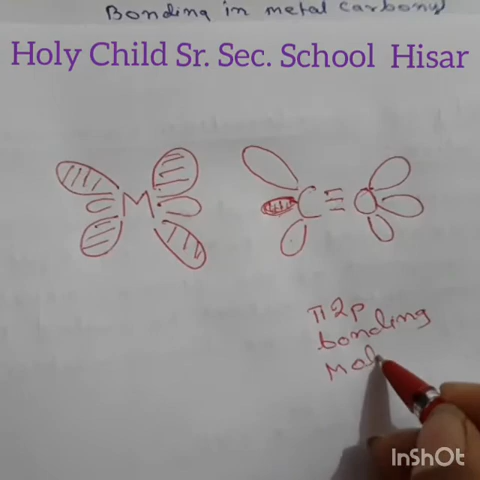 Bonding in metal carbonyl
Holy Child Sr. Sec. School Hisar
M C ≡ O
π2p
bonding
Mol
InShOt